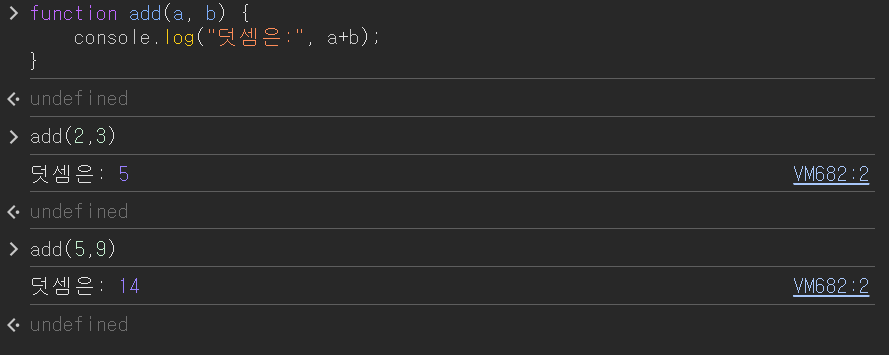 function add(a, b) {
    console.log("덧셈은:", a+b);
}
undefined
add(2,3)
덧셈은: 5 VM682:2
undefined
add(5,9)
덧셈은: 14 VM682:2
undefined